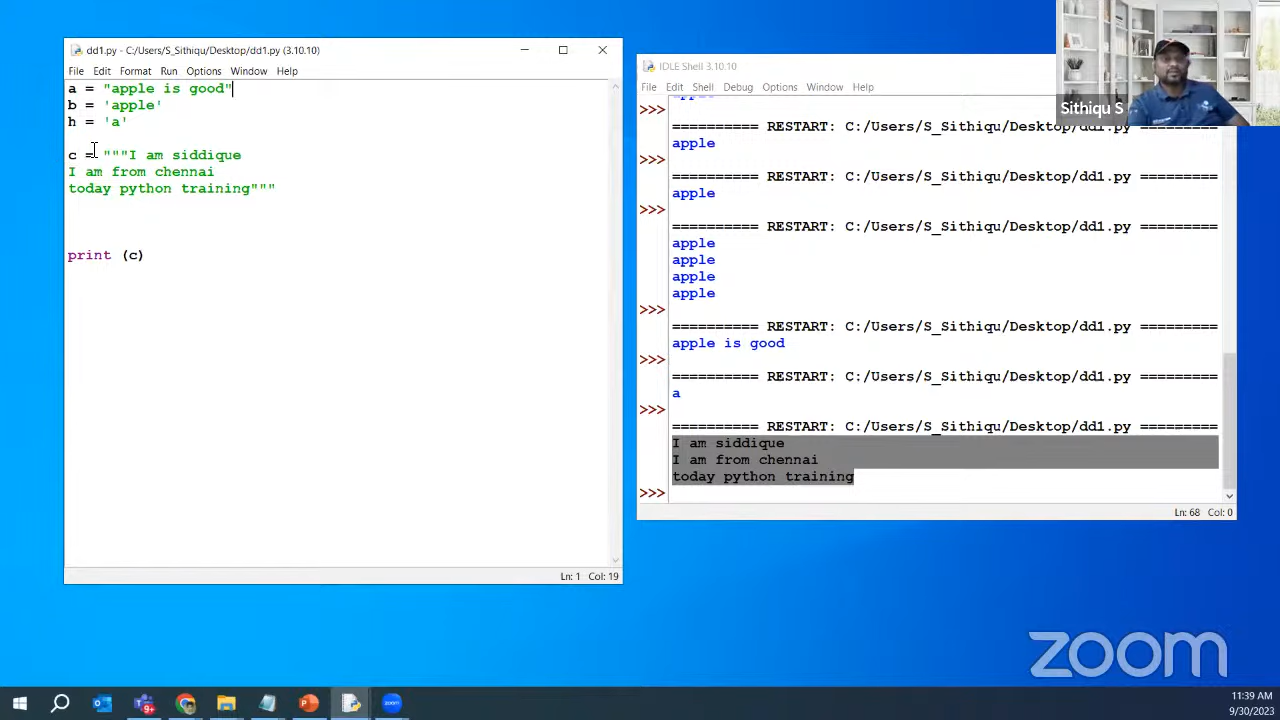 dd1.py - C:/Users/S_Sithiqu/Desktop/dd1.py (3.10.10)
File Edit Format Run Options Window Help
a = "apple is good"
b = 'apple'
h = 'a'
c = """I am siddique
I am from chennai
today python training"""
print (c)
Ln: 1 Col: 19
IDLE Shell 3.10.10
File Edit Shell Debug Options Window Help
apple
>>>
========== RESTART: C:/Users/S_Sithiqu/Desktop/dd1.py =========
apple
>>>
========== RESTART: C:/Users/S_Sithiqu/Desktop/dd1.py =========
apple
>>>
========== RESTART: C:/Users/S_Sithiqu/Desktop/dd1.py =========
apple
apple
apple
apple
>>>
========== RESTART: C:/Users/S_Sithiqu/Desktop/dd1.py =========
apple is good
>>>
========== RESTART: C:/Users/S_Sithiqu/Desktop/dd1.py =========
a
>>>
========== RESTART: C:/Users/S_Sithiqu/Desktop/dd1.py =========
I am siddique
I am from chennai
today python training
>>>
Ln: 68 Col: 0
Sithiqu S
zoom
11:39 AM
9/30/2023